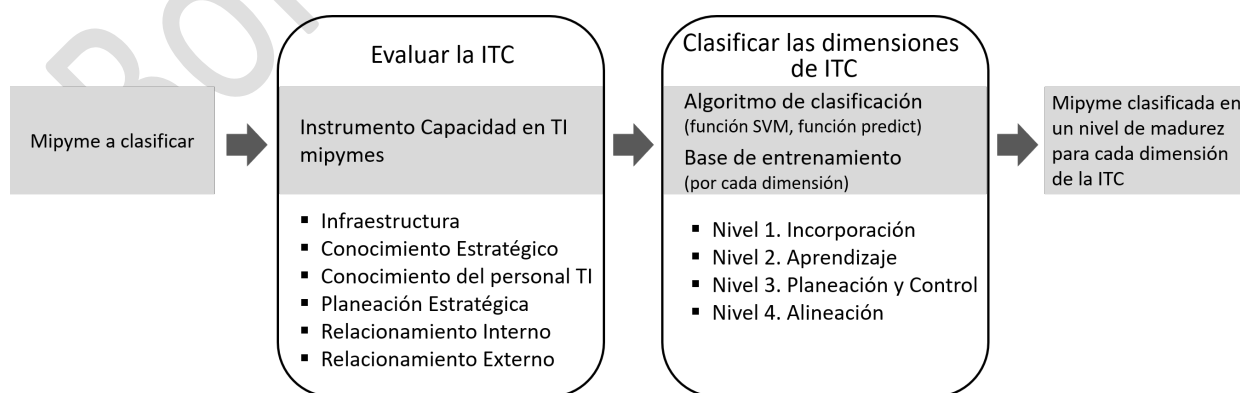 Mipyme a clasificar
Evaluar la ITC
Instrumento Capacidad en TI
mipymes
▪ Infraestructura
▪ Conocimiento Estratégico
▪ Conocimiento del personal TI
▪ Planeación Estratégica
▪ Relacionamiento Interno
▪ Relacionamiento Externo
Clasificar las dimensiones
de ITC
Algoritmo de clasificación
(función SVM, función predict)
Base de entrenamiento
(por cada dimensión)
▪ Nivel 1. Incorporación
▪ Nivel 2. Aprendizaje
▪ Nivel 3. Planeación y Control
▪ Nivel 4. Alineación
Mipyme clasificada en
un nivel de madurez
para cada dimensión
de la ITC